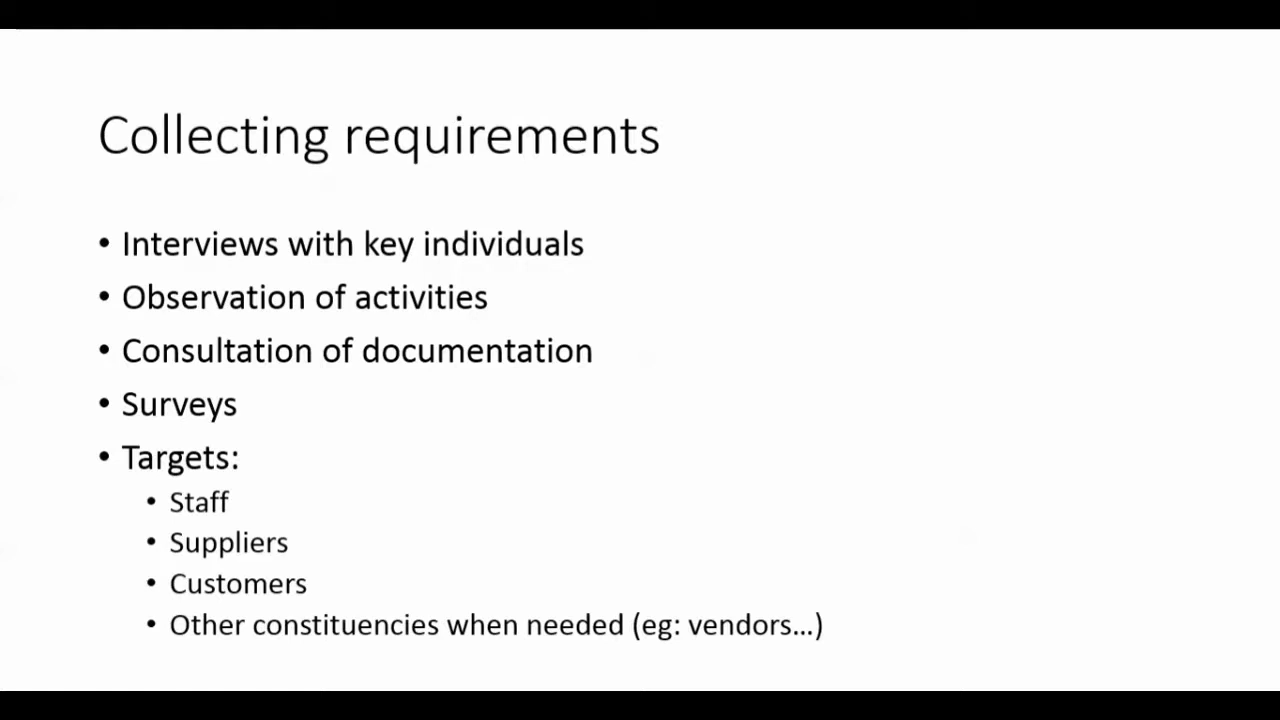 Collecting requirements
• Interviews with key individuals
• Observation of activities
• Consultation of documentation
• Surveys
• Targets:
• Staff
• Suppliers
• Customers
• Other constituencies when needed (eg: vendors...)